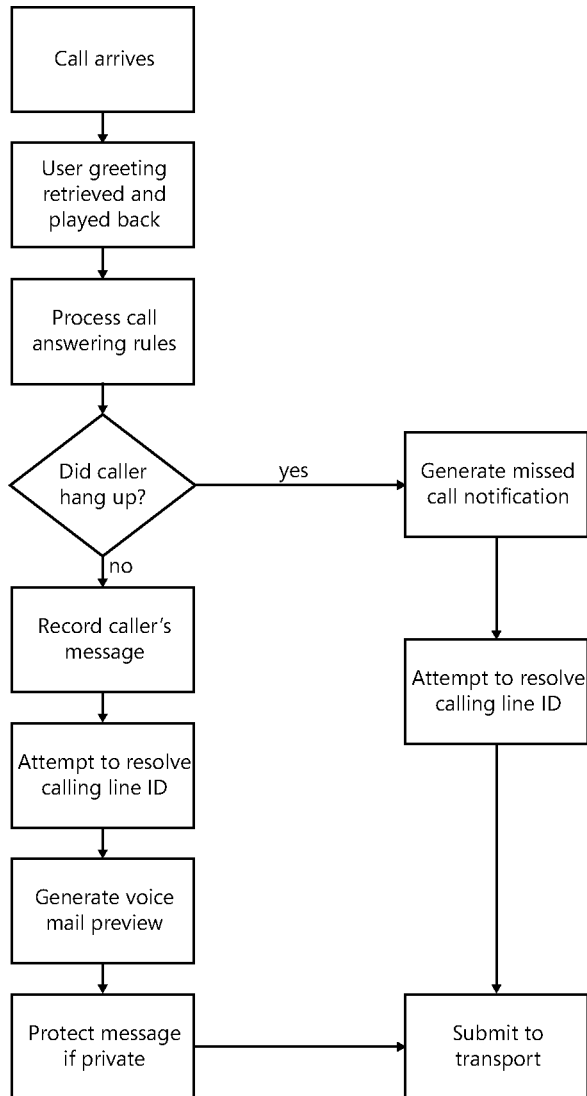 Call arrives
User greeting
retrieved and
played back
Process call
answering rules
Did caller
hang up?
yes
Generate missed
call notification
no
Record caller's
message
Attempt to resolve
calling line ID
Attempt to resolve
calling line ID
Generate voice
mail preview
Protect message
if private
Submit to
transport